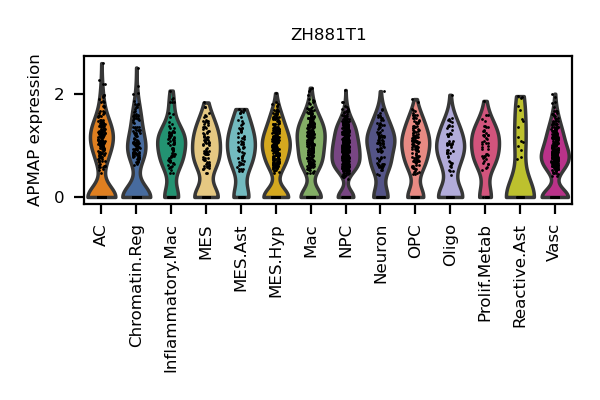 ZH881T1
APMAP expression
2
0
AC
Chromatin.Reg
Inflammatory.Mac
MES
MES.Ast
MES.Hyp
Mac
NPC
Neuron
OPC
Oligo
Prolif.Metab
Reactive.Ast
Vasc